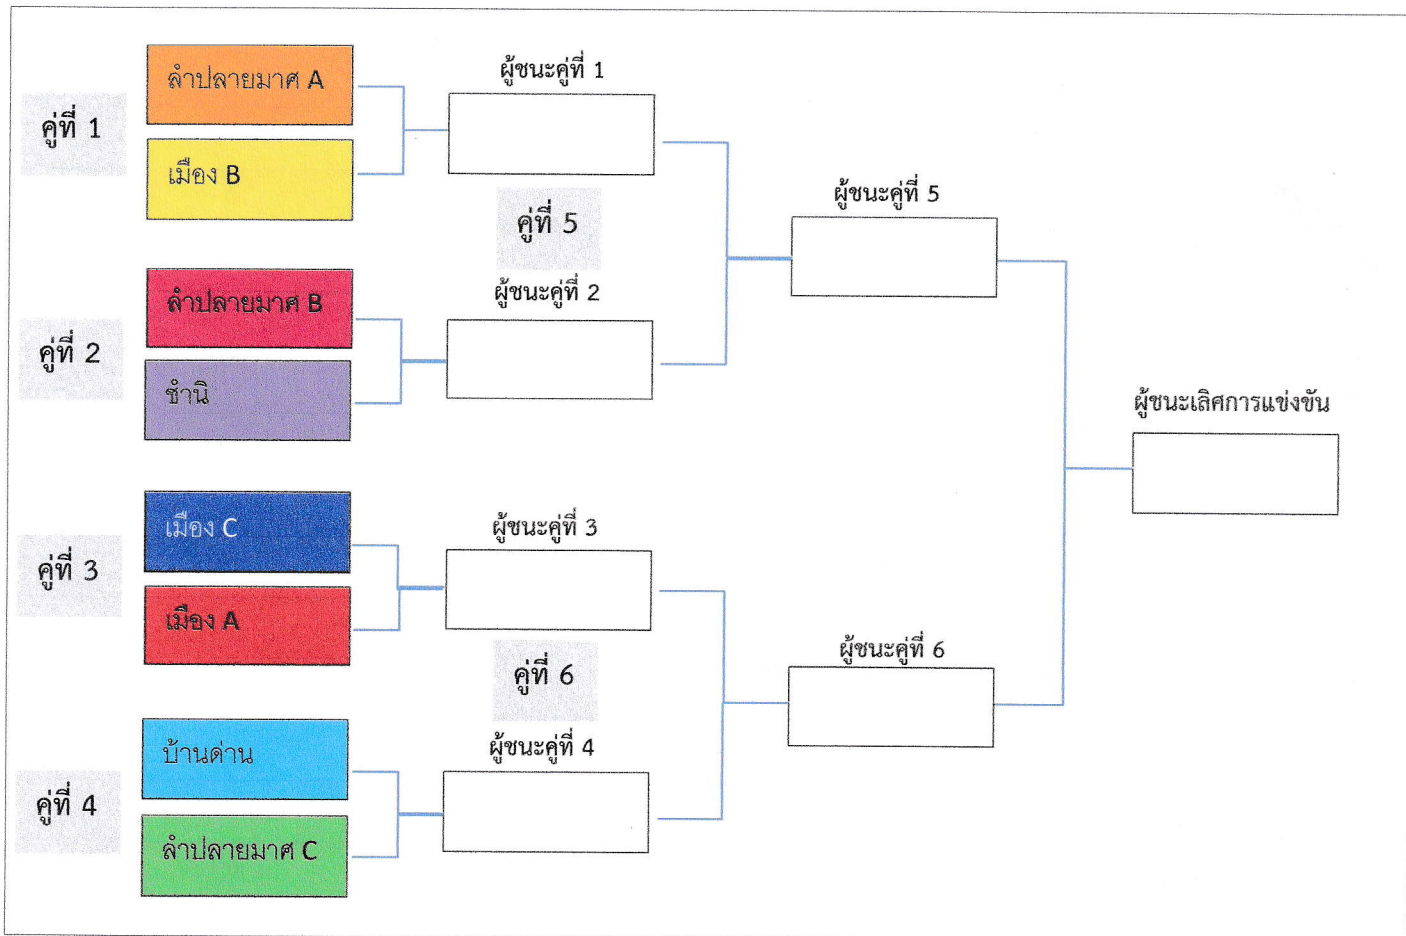 ลำปลายมาศ A
ผู้ชนะคู่ที่ 1
คู่ที่ 1
เมือง B
ผู้ชนะคู่ที่ 5
คู่ที่ 5
ลำปลายมาศ B
ผู้ชนะคู่ที่ 2
คู่ที่ 2
ชำนิ
ผู้ชนะเลิศการแข่งขัน
เมือง C
ผู้ชนะคู่ที่ 3
คู่ที่ 3
เมือง A
ผู้ชนะคู่ที่ 6
คู่ที่ 6
บ้านด่าน
ผู้ชนะคู่ที่ 4
คู่ที่ 4
ลำปลายมาศ C